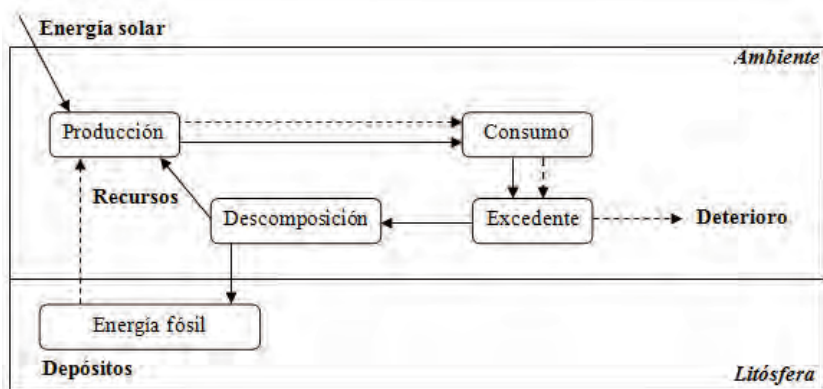 Energía solar
Ambiente
Producción
Consumo
Recursos
Descomposición
Excedente
Deterioro
Energía fósil
Depósitos
Litósfera